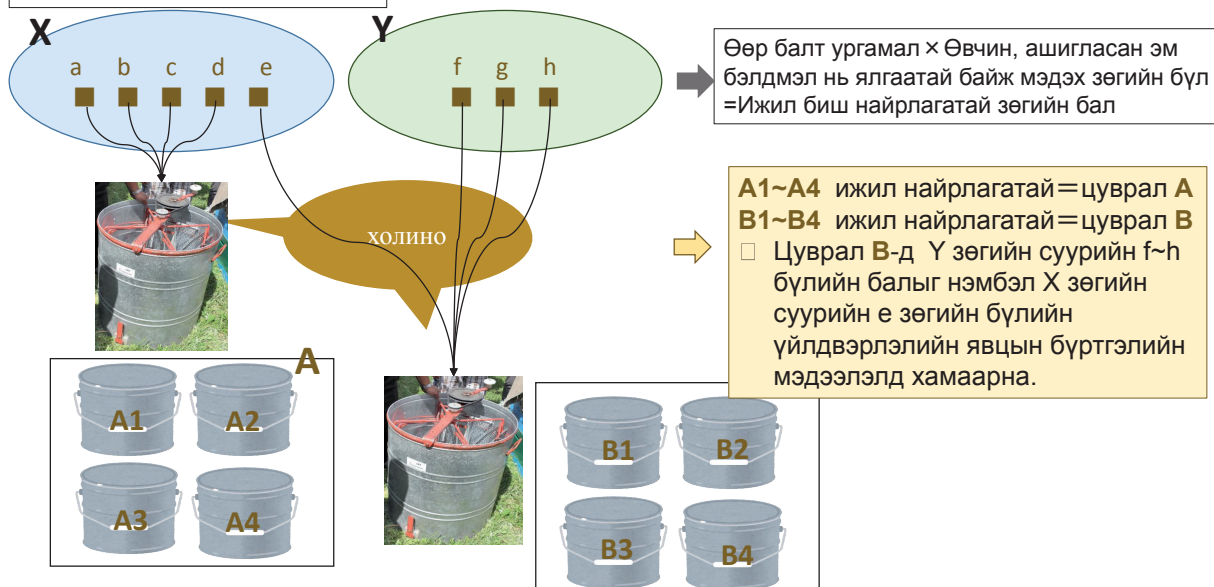 X
a b c d e
Y
f g h
Өөр балт ургамал × Өвчин, ашигласан эм
бэлдмэл нь ялгаатай байж мэдэх зөгийн бүл
=Ижил биш найрлагатай зөгийн бал
холино
A1~A4 ижил найрлагатай＝цуврал A
B1~B4 ижил найрлагатай＝цуврал B
□ Цуврал B-д Y зөгийн суурийн f~h
бүлийн балыг нэмбэл X зөгийн
суурийн e зөгийн бүлийн
үйлдвэрлэлийн явцын бүртгэлийн
мэдээлэлд хамаарна.
A
A1 A2
A3 A4
B1 B2
B3 B4